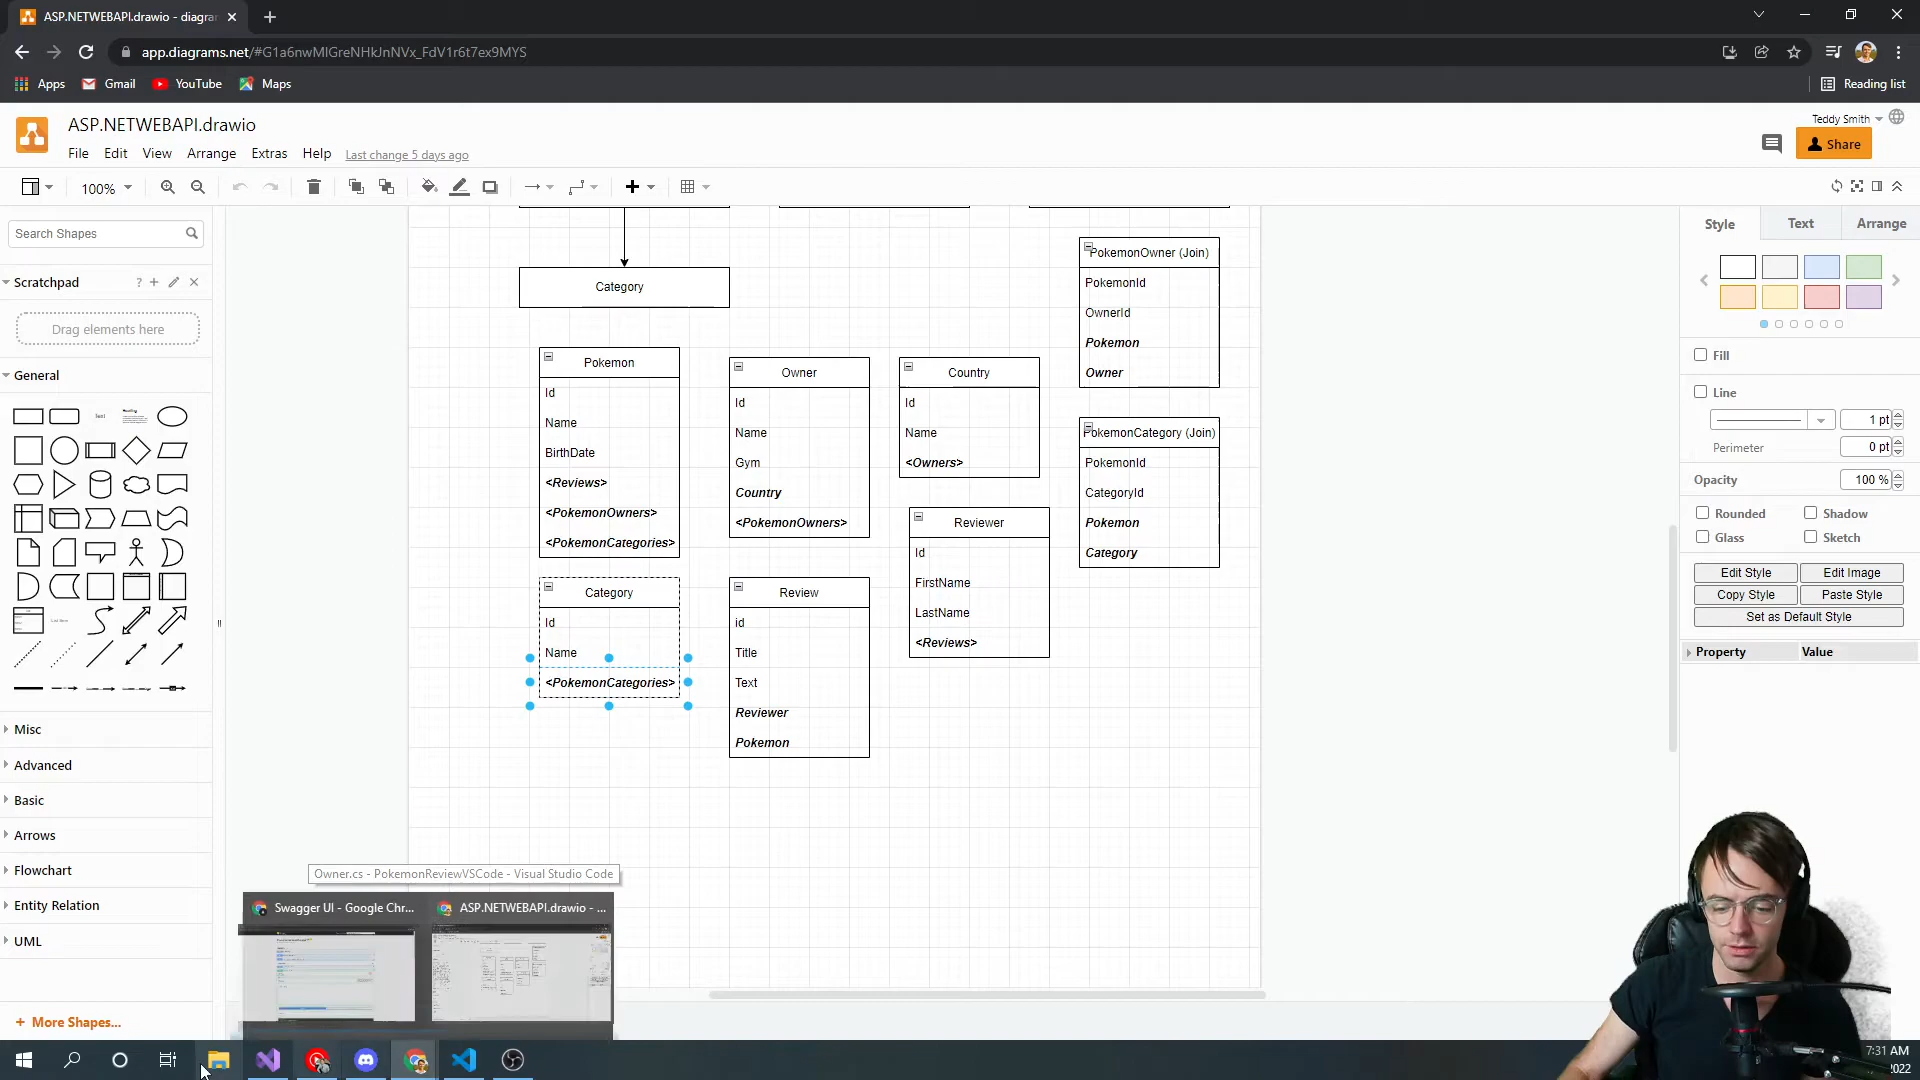 ASP.NETWEBAPI.drawio - diagra
app.diagrams.net/#G1a6nwMIGreNHkJnNVx_FdV1r6t7ex9MYS
Apps
Gmail
YouTube
Maps
Reading list
ASP.NETWEBAPI.drawio
Teddy Smith
File
Edit
View
Arrange
Extras
Help
Last change 5 days ago
Share
100%
Search Shapes
Scratchpad
?
Drag elements here
General
Text
Heading
List Item
Misc
Advanced
Basic
Arrows
Flowchart
Entity Relation
UML
+ More Shapes...
Category
Pokemon
Id
Name
BirthDate
<Reviews>
<PokemonOwners>
<PokemonCategories>
Owner
Id
Name
Gym
Country
<PokemonOwners>
Country
Id
Name
<Owners>
PokemonOwner (Join)
PokemonId
OwnerId
Pokemon
Owner
PokemonCategory (Join)
PokemonId
CategoryId
Pokemon
Category
Category
Id
Name
<PokemonCategories>
Review
id
Title
Text
Reviewer
Pokemon
Reviewer
Id
FirstName
LastName
<Reviews>
Style
Text
Arrange
Fill
Line
1 pt
Perimeter
0 pt
Opacity
100 %
Rounded
Shadow
Glass
Sketch
Edit Style
Edit Image
Copy Style
Paste Style
Set as Default Style
Property
Value
Owner.cs - PokemonReviewVSCode - Visual Studio Code
Swagger UI - Google Chr...
ASP.NETWEBAPI.drawio - ...
7:31 AM
2022